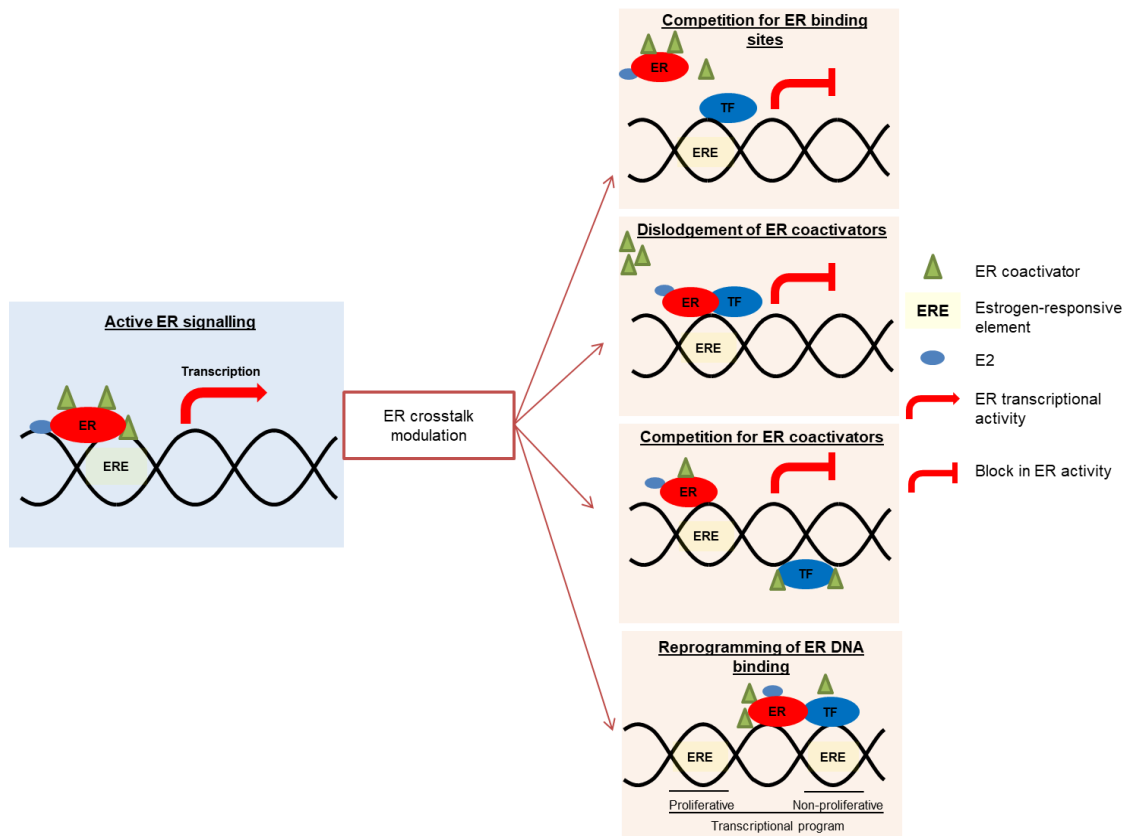 Active ER signalling
Transcription
ER
ERE
ER crosstalk
modulation
Competition for ER binding
sites
ER
TF
ERE
Dislodgement of ER coactivators
ER
TF
ERE
Competition for ER coactivators
ER
ERE
TF
Reprogramming of ER DNA
binding
ER
TF
ERE
ERE
Proliferative
Non-proliferative
Transcriptional program
ER coactivator
ERE
Estrogen-responsive
element
E2
ER transcriptional
activity
Block in ER activity